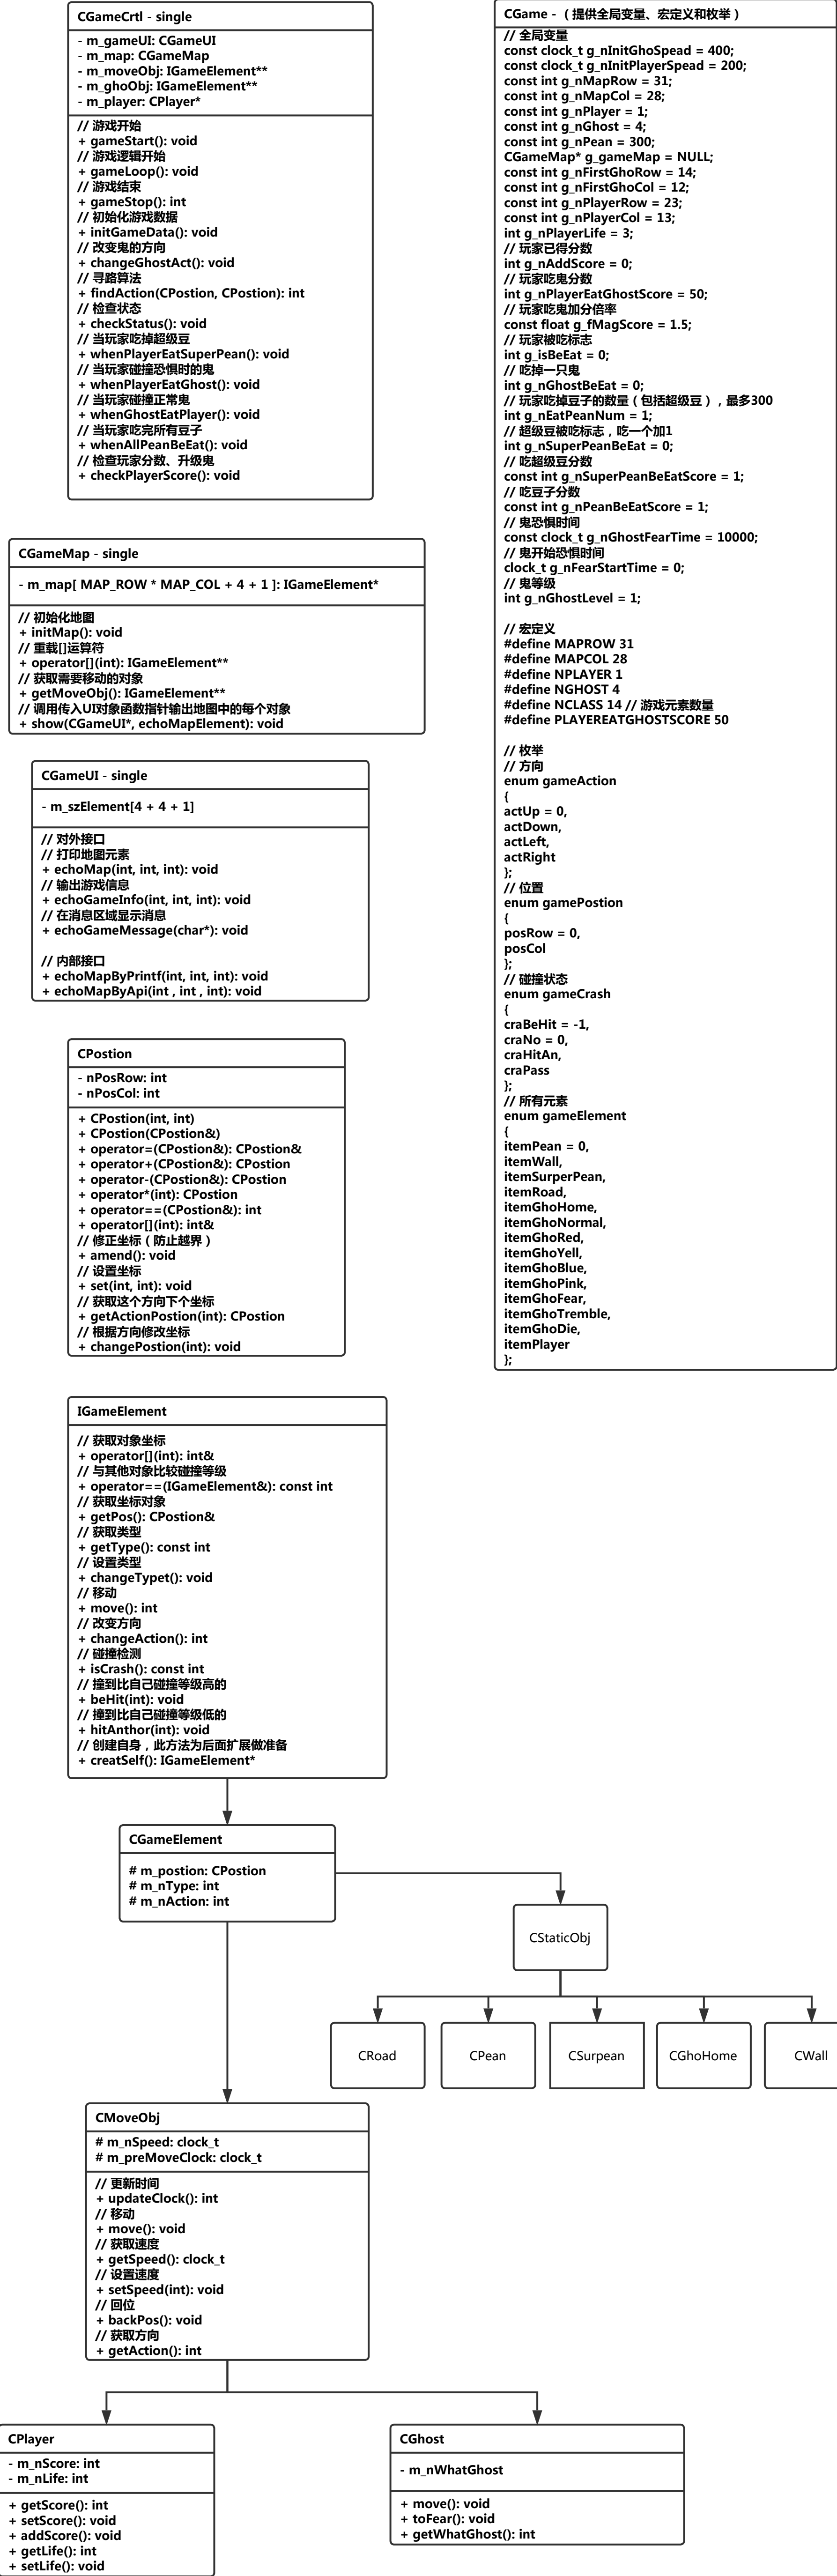 CGameCrtl - single
- m_gameUI: CGameUI
- m_map: CGameMap
- m_moveObj: IGameElement**
- m_ghoObj: IGameElement**
- m_player: CPlayer*
// 游戏开始
+ gameStart(): void
// 游戏逻辑开始
+ gameLoop(): void
// 游戏结束
+ gameStop(): int
// 初始化游戏数据
+ initGameData(): void
// 改变鬼的方向
+ changeGhostAct(): void
// 寻路算法
+ findAction(CPostion, CPostion): int
// 检查状态
+ checkStatus(): void
// 当玩家吃掉超级豆
+ whenPlayerEatSuperPean(): void
// 当玩家碰撞恐惧时的鬼
+ whenPlayerEatGhost(): void
// 当玩家碰撞正常鬼
+ whenGhostEatPlayer(): void
// 当玩家吃完所有豆子
+ whenAllPeanBeEat(): void
// 检查玩家分数、升级鬼
+ checkPlayerScore(): void
CGame - （提供全局变量、宏定义和枚举）
// 全局变量
const clock_t g_nInitGhoSpead = 400;
const clock_t g_nInitPlayerSpead = 200;
const int g_nMapRow = 31;
const int g_nMapCol = 28;
const int g_nPlayer = 1;
const int g_nGhost = 4;
const int g_nPean = 300;
CGameMap* g_gameMap = NULL;
const int g_nFirstGhoRow = 14;
const int g_nFirstGhoCol = 12;
const int g_nPlayerRow = 23;
const int g_nPlayerCol = 13;
int g_nPlayerLife = 3;
// 玩家已得分数
int g_nAddScore = 0;
// 玩家吃鬼分数
int g_nPlayerEatGhostScore = 50;
// 玩家吃鬼加分倍率
const float g_fMagScore = 1.5;
// 玩家被吃标志
int g_isBeEat = 0;
// 吃掉一只鬼
int g_nGhostBeEat = 0;
// 玩家吃掉豆子的数量（包括超级豆），最多300
int g_nEatPeanNum = 1;
// 超级豆被吃标志，吃一个加1
int g_nSuperPeanBeEat = 0;
// 吃超级豆分数
const int g_nSuperPeanBeEatScore = 1;
// 吃豆子分数
const int g_nPeanBeEatScore = 1;
// 鬼恐惧时间
const clock_t g_nGhostFearTime = 10000;
// 鬼开始恐惧时间
clock_t g_nFearStartTime = 0;
// 鬼等级
int g_nGhostLevel = 1;
// 宏定义
#define MAPROW 31
#define MAPCOL 28
#define NPLAYER 1
#define NGHOST 4
#define NCLASS 14 // 游戏元素数量
#define PLAYEREATGHOSTSCORE 50
// 枚举
// 方向
enum gameAction
{
actUp = 0,
actDown,
actLeft,
actRight
};
// 位置
enum gamePostion
{
posRow = 0,
posCol
};
// 碰撞状态
enum gameCrash
{
craBeHit = -1,
craNo = 0,
craHitAn,
craPass
};
// 所有元素
enum gameElement
{
itemPean = 0,
itemWall,
itemSurperPean,
itemRoad,
itemGhoHome,
itemGhoNormal,
itemGhoRed,
itemGhoYell,
itemGhoBlue,
itemGhoPink,
itemGhoFear,
itemGhoTremble,
itemGhoDie,
itemPlayer
};
CGameMap - single
- m_map[ MAP_ROW * MAP_COL + 4 + 1 ]: IGameElement*
// 初始化地图
+ initMap(): void
// 重载[]运算符
+ operator[](int): IGameElement**
// 获取需要移动的对象
+ getMoveObj(): IGameElement**
// 调用传入UI对象函数指针输出地图中的每个对象
+ show(CGameUI*, echoMapElement): void
CGameUI - single
- m_szElement[4 + 4 + 1]
// 对外接口
// 打印地图元素
+ echoMap(int, int, int): void
// 输出游戏信息
+ echoGameInfo(int, int, int): void
// 在消息区域显示消息
+ echoGameMessage(char*): void
// 内部接口
+ echoMapByPrintf(int, int, int): void
+ echoMapByApi(int , int , int): void
CPostion
- nPosRow: int
- nPosCol: int
+ CPostion(int, int)
+ CPostion(CPostion&)
+ operator=(CPostion&): CPostion&
+ operator+(CPostion&): CPostion
+ operator-(CPostion&): CPostion
+ operator*(int): CPostion
+ operator==(CPostion&): int
+ operator[](int): int&
// 修正坐标（防止越界）
+ amend(): void
// 设置坐标
+ set(int, int): void
// 获取这个方向下个坐标
+ getActionPostion(int): CPostion
// 根据方向修改坐标
+ changePostion(int): void
IGameElement
// 获取对象坐标
+ operator[](int): int&
// 与其他对象比较碰撞等级
+ operator==(IGameElement&): const int
// 获取坐标对象
+ getPos(): CPostion&
// 获取类型
+ getType(): const int
// 设置类型
+ changeTypet(): void
// 移动
+ move(): int
// 改变方向
+ changeAction(): int
// 碰撞检测
+ isCrash(): const int
// 撞到比自己碰撞等级高的
+ beHit(int): void
// 撞到比自己碰撞等级低的
+ hitAnthor(int): void
// 创建自身，此方法为后面扩展做准备
+ creatSelf(): IGameElement*
CGameElement
# m_postion: CPostion
# m_nType: int
# m_nAction: int
CStaticObj
CRoad
CPean
CSurpean
CGhoHome
CWall
CMoveObj
# m_nSpeed: clock_t
# m_preMoveClock: clock_t
// 更新时间
+ updateClock(): int
// 移动
+ move(): void
// 获取速度
+ getSpeed(): clock_t
// 设置速度
+ setSpeed(int): void
// 回位
+ backPos(): void
// 获取方向
+ getAction(): int
CPlayer
- m_nScore: int
- m_nLife: int
+ getScore(): int
+ setScore(): void
+ addScore(): void
+ getLife(): int
+ setLife(): void
CGhost
- m_nWhatGhost
+ move(): void
+ toFear(): void
+ getWhatGhost(): int